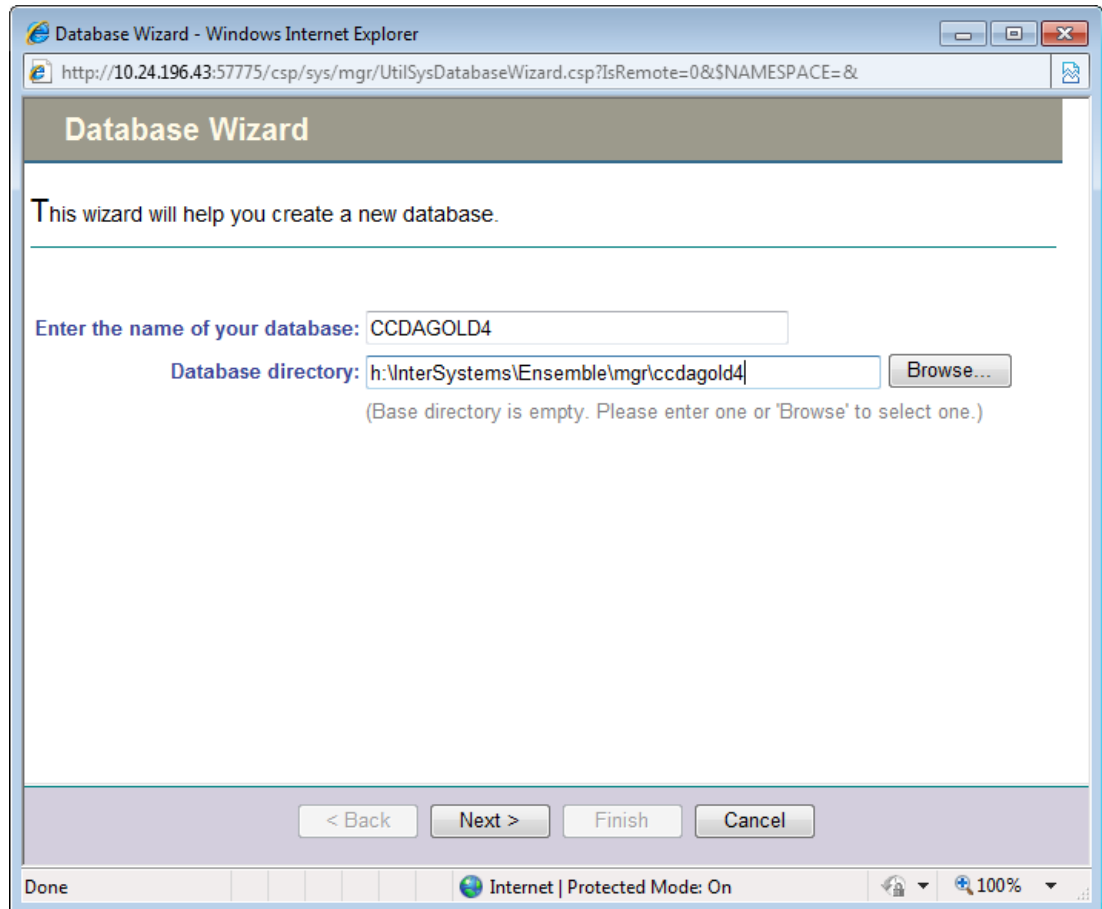 Database Wizard - Windows Internet Explorer
http://10.24.196.43:57775/csp/sys/mgr/UtilSysDatabaseWizard.csp?IsRemote=0&$NAMESPACE=&
Database Wizard
This wizard will help you create a new database.
Enter the name of your database: CCDAGOLD4
Database directory: h:\InterSystems\Ensemble\mgr\ccdagold4 Browse...
(Base directory is empty. Please enter one or 'Browse' to select one.)
< Back Next > Finish Cancel
Done Internet | Protected Mode: On 100%